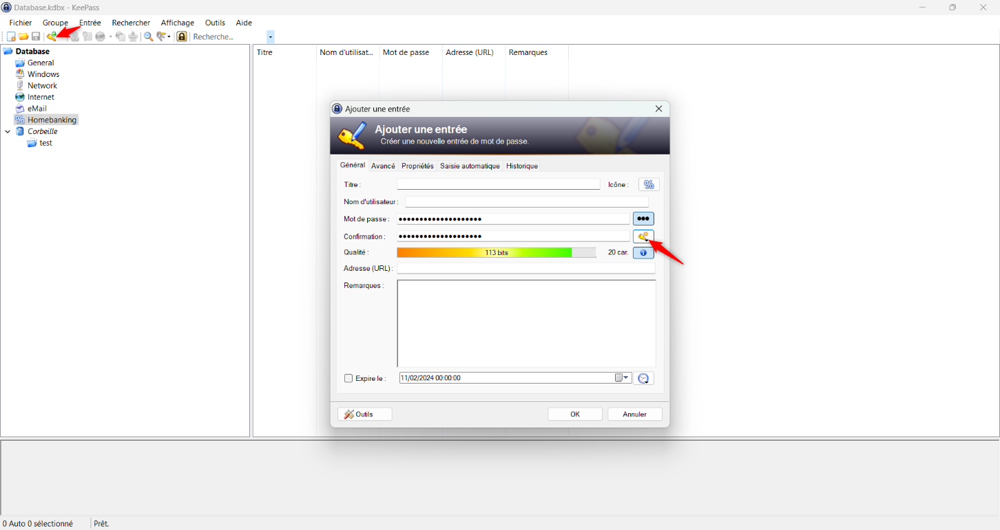 Database.kdbx - KeePass
Fichier Groupe Entrée Rechercher Affichage Outils Aide
Recherche...
Database
General
Windows
Network
Internet
eMail
Homebanking
Corbeille
test
Titre Nom d'utilisat... Mot de passe Adresse (URL) Remarques
Ajouter une entrée
Ajouter une entrée
Créer une nouvelle entrée de mot de passe.
Général Avancé Propriétés Saisie automatique Historique
Titre : Icône :
Nom d'utilisateur :
Mot de passe : ●●●●●●●●●●●●●●●●●●●● ●●●
Confirmation : ●●●●●●●●●●●●●●●●●●●●
Qualité : 113 bits 20 car.
Adresse (URL) :
Remarques :
Expire le : 11/02/2024 00:00:00
Outils OK Annuler
0 Auto 0 sélectionné Prêt.